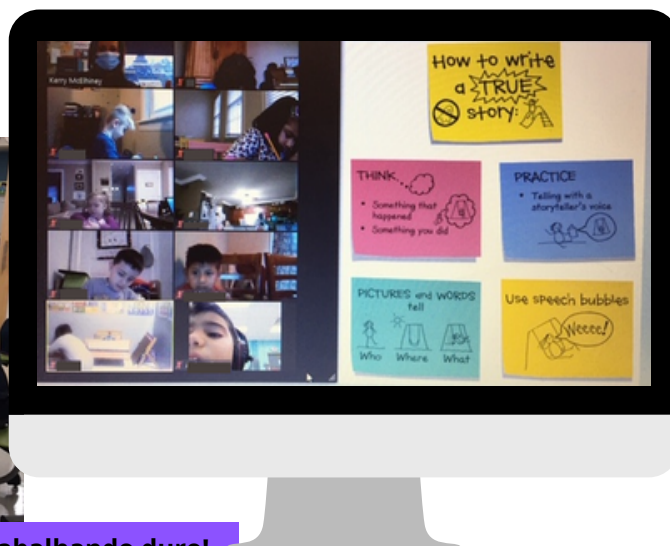 Kerry McElhiney
How to write
a TRUE
story:
THINK
• Something that
happened
• Something you did
PRACTICE
• Telling with a
storyteller's voice
PICTURES and WORDS
tell
Who Where What
Use speech bubbles
Weeee!
duro!